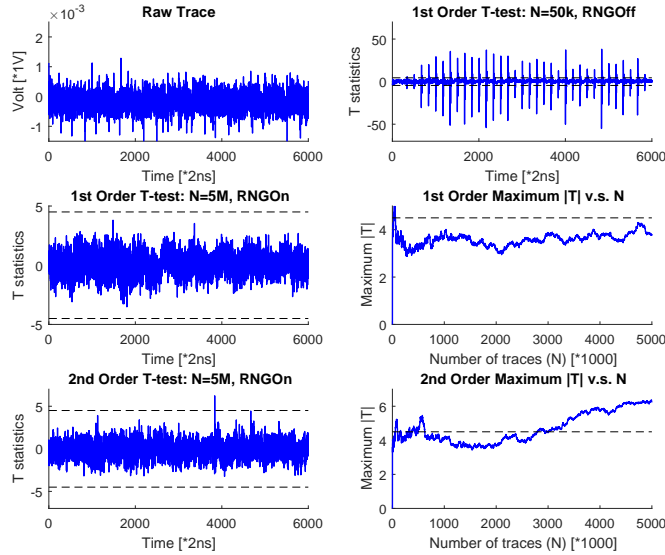 Raw Trace
×10⁻³
2
1
0
-1
Volt [*1V]
0 2000 4000 6000
Time [*2ns]
1st Order T-test: N=50k, RNGOff
50
0
-50
T statistics
0 2000 4000 6000
Time [*2ns]
1st Order T-test: N=5M, RNGOn
5
0
-5
T statistics
0 2000 4000 6000
Time [*2ns]
1st Order Maximum |T| v.s. N
4
2
0
Maximum |T|
0 1000 2000 3000 4000 5000
Number of traces (N) [*1000]
2nd Order T-test: N=5M, RNGOn
5
0
-5
T statistics
0 2000 4000 6000
Time [*2ns]
2nd Order Maximum |T| v.s. N
6
4
2
0
Maximum |T|
0 1000 2000 3000 4000 5000
Number of traces (N) [*1000]